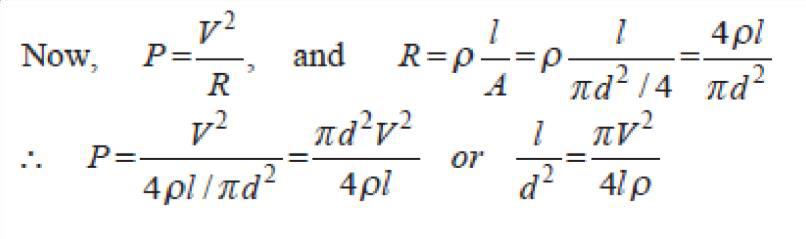 Now, P = V²/R, and R = ρ l/A = ρ l/(πd²/4) = 4ρl/πd²
∴ P = V²/(4ρl/πd²) = πd²V²/4ρl or l/d² = πV²/4lρ